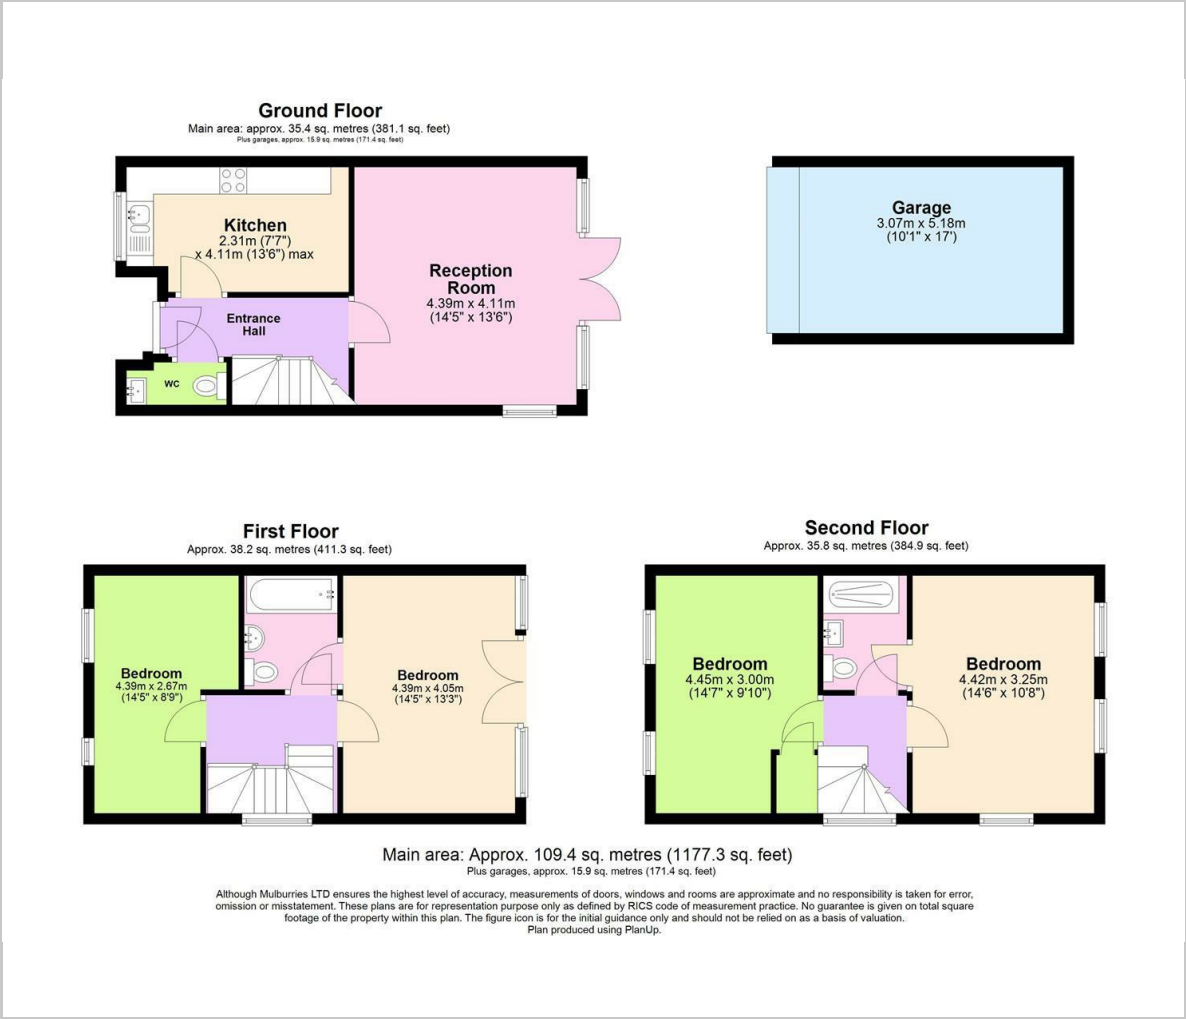 Ground Floor
Main area: approx. 35.4 sq. metres (381.1 sq. feet)
Plus garages, approx. 15.9 sq. metres (171.4 sq. feet)
Kitchen
2.31m (7'7")
x 4.11m (13'6") max
Reception
Room
4.39m x 4.11m
(14'5" x 13'6")
Entrance
Hall
WC
Garage
3.07m x 5.18m
(10'1" x 17')
First Floor
Approx. 38.2 sq. metres (411.3 sq. feet)
Bedroom
4.39m x 2.67m
(14'5" x 8'9")
Bedroom
4.39m x 4.05m
(14'5" x 13'3")
Second Floor
Approx. 35.8 sq. metres (384.9 sq. feet)
Bedroom
4.45m x 3.00m
(14'7" x 9'10")
Bedroom
4.42m x 3.25m
(14'6" x 10'8")
Main area: Approx. 109.4 sq. metres (1177.3 sq. feet)
Plus garages, approx. 15.9 sq. metres (171.4 sq. feet)
Although Mulburries LTD ensures the highest level of accuracy, measurements of doors, windows and rooms are approximate and no responsibility is taken for error,
omission or misstatement. These plans are for representation purpose only as defined by RICS code of measurement practice. No guarantee is given on total square
footage of the property within this plan. The figure icon is for the initial guidance only and should not be relied on as a basis of valuation.
Plan produced using PlanUp.